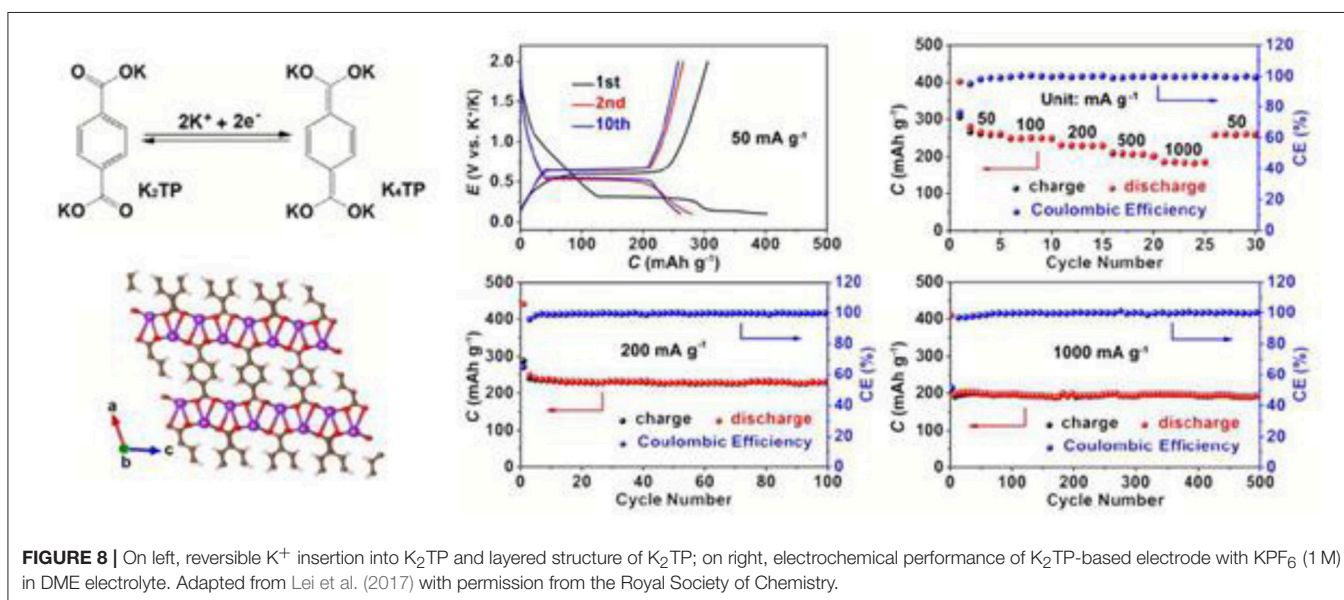 O OK
KO OK
2K⁺ + 2e⁻
K₂TP
K₄TP
KO O
KO OK
a
b
c
2.0
1.5
1.0
0.5
0.0
E (V vs. K⁺/K)
1st
2nd
10th
50 mA g⁻¹
0 100 200 300 400 500
C (mAh g⁻¹)
500
400
300
200
100
0
C (mAh g⁻¹)
120
100
80
60
40
20
0
CE (%)
Unit: mA g⁻¹
50 100 200 500 1000 50
charge discharge
Coulombic Efficiency
0 5 10 15 20 25 30
Cycle Number
500
400
300
200
100
0
C (mAh g⁻¹)
120
100
80
60
40
20
0
CE (%)
200 mA g⁻¹
charge discharge
Coulombic Efficiency
0 20 40 60 80 100
Cycle Number
500
400
300
200
100
0
C (mAh g⁻¹)
120
100
80
60
40
20
0
CE (%)
1000 mA g⁻¹
charge discharge
Coulombic Efficiency
0 100 200 300 400 500
Cycle Number
FIGURE 8 | On left, reversible K⁺ insertion into K₂TP and layered structure of K₂TP; on right, electrochemical performance of K₂TP-based electrode with KPF₆ (1 M)
in DME electrolyte. Adapted from Lei et al. (2017) with permission from the Royal Society of Chemistry.